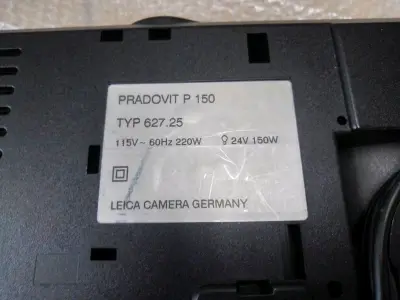 PRADOVIT P 150
TYP 627.25
115V~ 60Hz 220W 24V 150W
LEICA CAMERA GERMANY